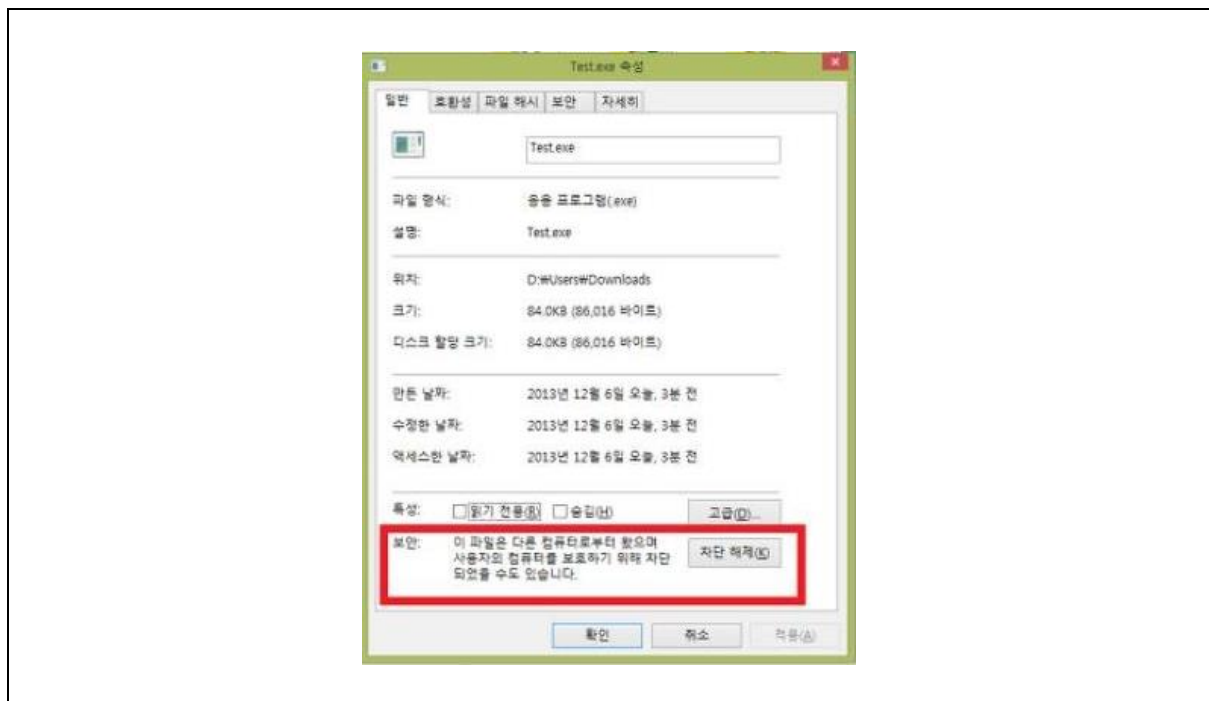 Test.exe 속성
일반 호환성 파일 해시 보안 자세히
Test.exe
파일 형식: 응용 프로그램(.exe)
설명: Test.exe
위치: D:₩Users₩Downloads
크기: 84.0KB (86,016 바이트)
디스크 할당 크기: 84.0KB (86,016 바이트)
만든 날짜: 2013년 12월 6일 오늘, 3분 전
수정한 날짜: 2013년 12월 6일 오늘, 3분 전
액세스한 날짜: 2013년 12월 6일 오늘, 3분 전
특성: 읽기 전용(R) 숨김(H) 고급(D)...
보안: 이 파일은 다른 컴퓨터로부터 왔으며
사용자의 컴퓨터를 보호하기 위해 차단
되었을 수도 있습니다.
차단 해제(K)
확인 취소 적용(A)